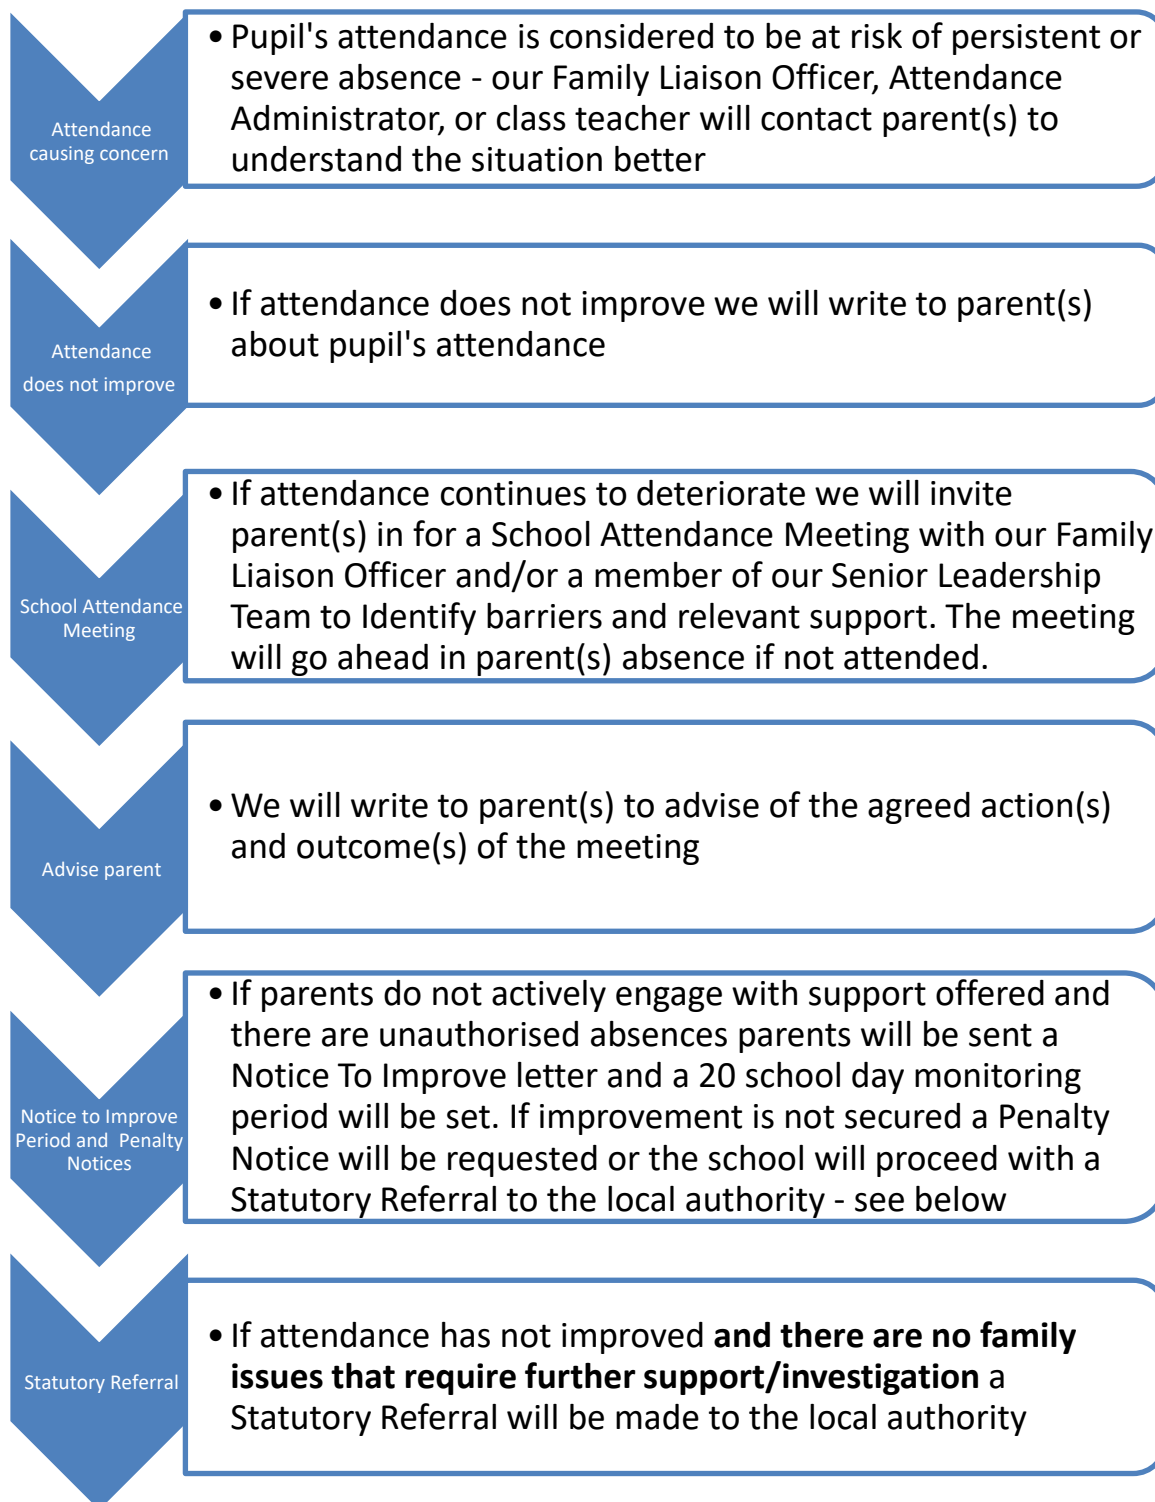 Attendance
causing concern
• Pupil's attendance is considered to be at risk of persistent or
severe absence - our Family Liaison Officer, Attendance
Administrator, or class teacher will contact parent(s) to
understand the situation better
Attendance
does not improve
• If attendance does not improve we will write to parent(s)
about pupil's attendance
School Attendance
Meeting
• If attendance continues to deteriorate we will invite
parent(s) in for a School Attendance Meeting with our Family
Liaison Officer and/or a member of our Senior Leadership
Team to Identify barriers and relevant support. The meeting
will go ahead in parent(s) absence if not attended.
Advise parent
• We will write to parent(s) to advise of the agreed action(s)
and outcome(s) of the meeting
Notice to Improve
Period and Penalty
Notices
• If parents do not actively engage with support offered and
there are unauthorised absences parents will be sent a
Notice To Improve letter and a 20 school day monitoring
period will be set. If improvement is not secured a Penalty
Notice will be requested or the school will proceed with a
Statutory Referral to the local authority - see below
Statutory Referral
• If attendance has not improved and there are no family
issues that require further support/investigation a
Statutory Referral will be made to the local authority